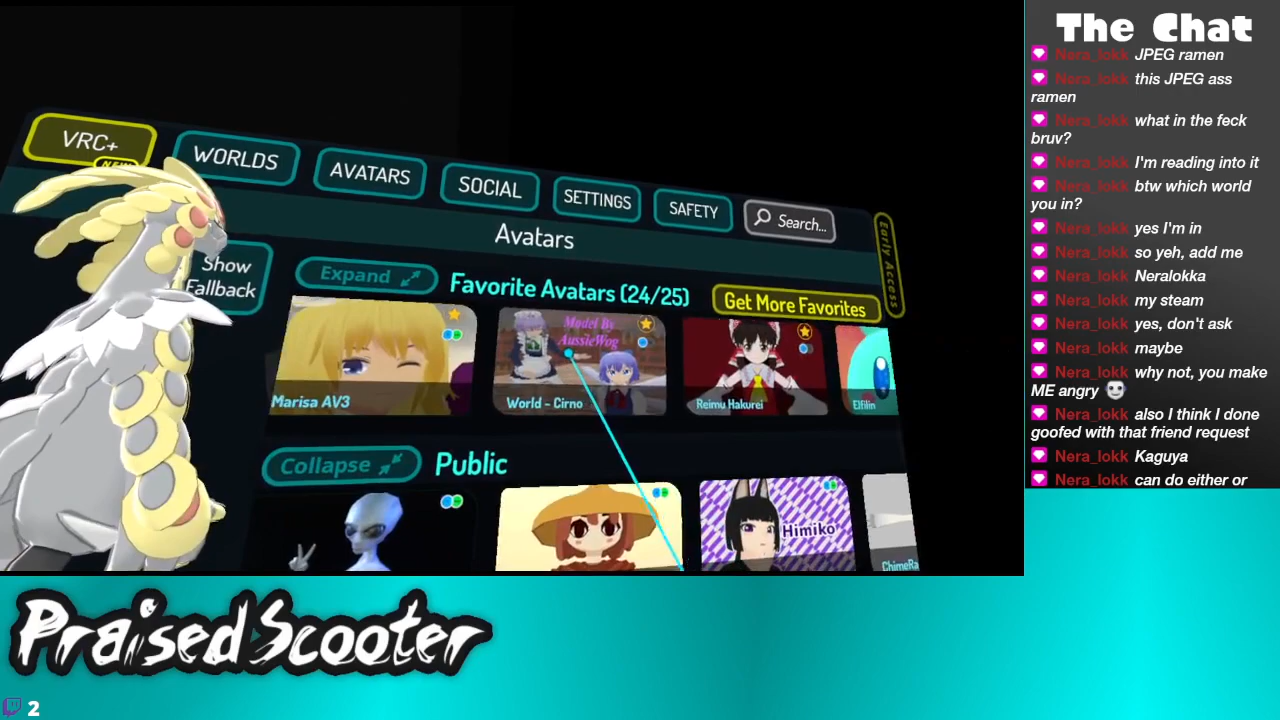 The Chat
Nera_lokk JPEG ramen
Nera_lokk this JPEG ass
ramen
Nera_lokk what in the feck
bruv?
Nera_lokk I'm reading into it
Nera_lokk btw which world
you in?
Nera_lokk yes I'm in
Nera_lokk so yeh, add me
Nera_lokk Neralokka
Nera_lokk my steam
Nera_lokk yes, don't ask
Nera_lokk maybe
Nera_lokk why not, you make
ME angry
Nera_lokk also I think I done
goofed with that friend request
Nera_lokk Kaguya
Nera_lokk can do either or
VRC+
NEW
WORLDS
AVATARS
SOCIAL
SETTINGS
SAFETY
Search...
Early Access
Avatars
Show
Fallback
Expand
Favorite Avatars (24/25)
Get More Favorites
Model By
AussieWog
Marisa AV3
World - Cirno
Reimu Hakurei
Elfilin
Collapse
Public
Himiko
ChimeRa
PraisedScooter
2